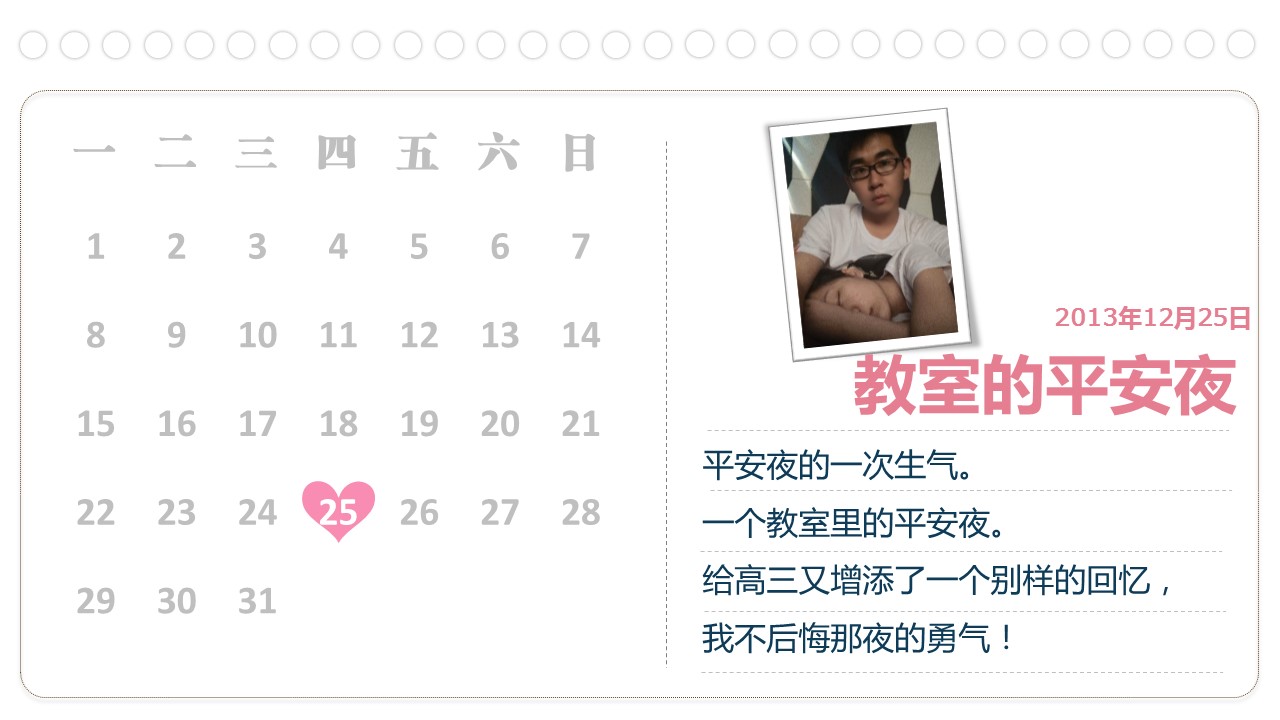 一 二 三 四 五 六 日
1 2 3 4 5 6 7
8 9 10 11 12 13 14
15 16 17 18 19 20 21
22 23 24 25 26 27 28
29 30 31
2013年12月25日
教室的平安夜
平安夜的一次生气。
一个教室里的平安夜。
给高三又增添了一个别样的回忆，
我不后悔那夜的勇气！